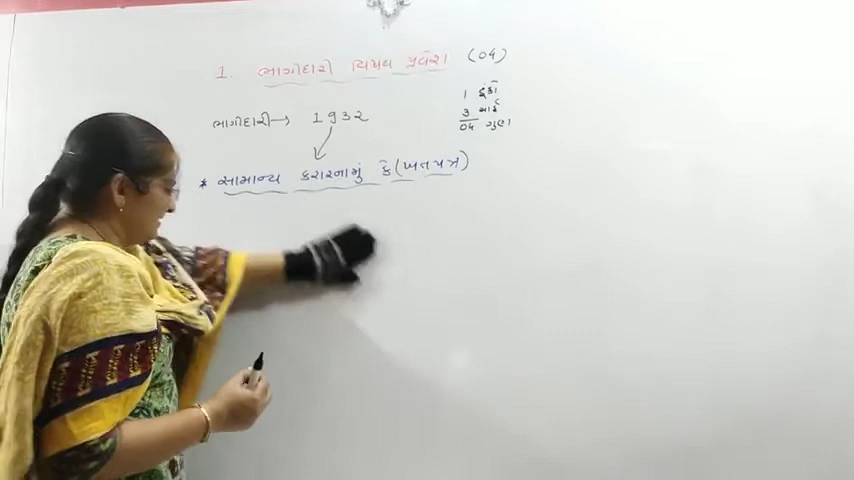 1. ભાગીદારી વિષય પ્રવેશ (04)
ભાગીદારી → 1932
1 ટૂંકો
3 માર્ક
04 ગુણ
* સામાન્ય કરારનામું કે (ખતપત્ર)